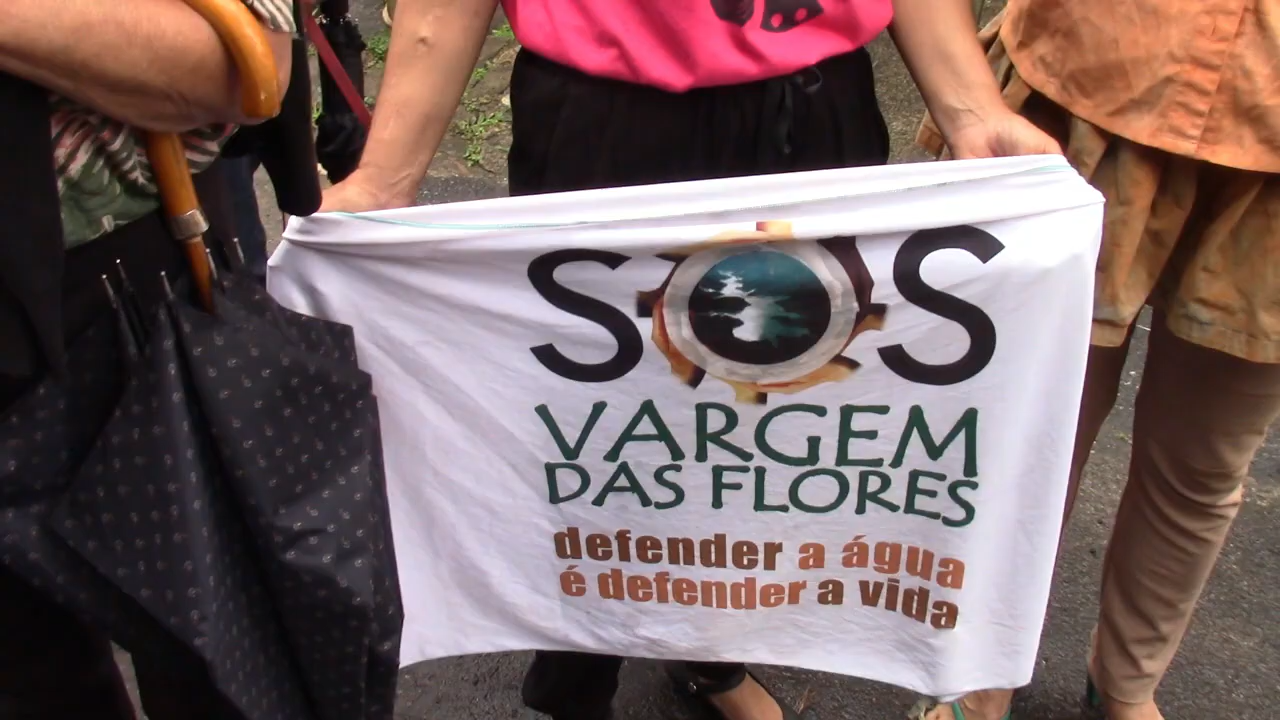 SOS
VARGEM
DAS FLORES
defender a água
é defender a vida